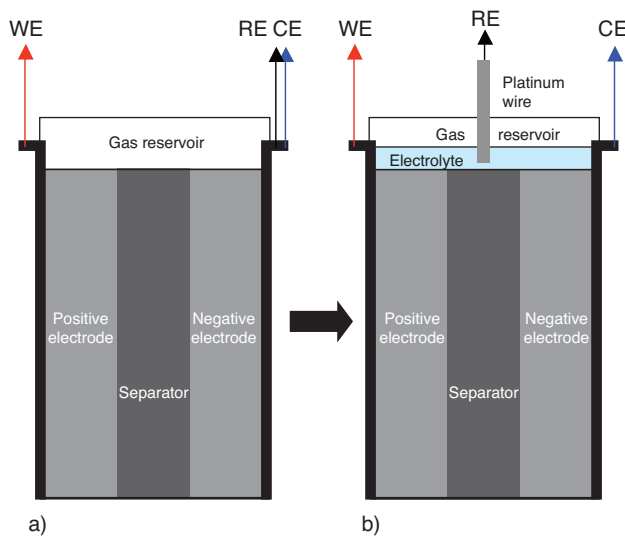 WE
RE CE
Gas reservoir
Positive
electrode
Negative
electrode
Separator
a)
WE
RE
CE
Platinum
wire
Gas reservoir
Electrolyte
Positive
electrode
Negative
electrode
Separator
b)